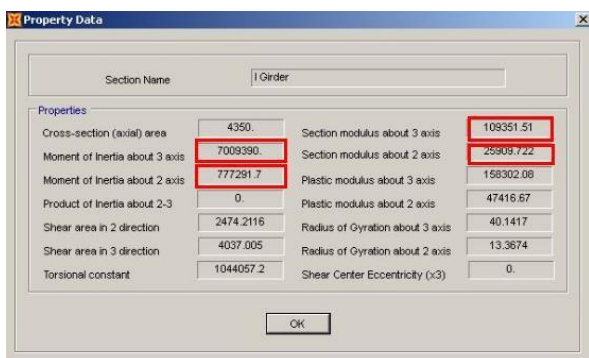 Property Data
Section Name I Girder
Properties
Cross-section (axial) area 4350. Section modulus about 3 axis 109351.51
Moment of Inertia about 3 axis 7009390. Section modulus about 2 axis 25909.722
Moment of Inertia about 2 axis 777291.7 Plastic modulus about 3 axis 158302.08
Product of Inertia about 2-3 0. Plastic modulus about 2 axis 47416.67
Shear area in 2 direction 2474.2116 Radius of Gyration about 3 axis 40.1417
Shear area in 3 direction 4037.005 Radius of Gyration about 2 axis 13.3674
Torsional constant 1044057.2 Shear Center Eccentricity (x3) 0.
OK